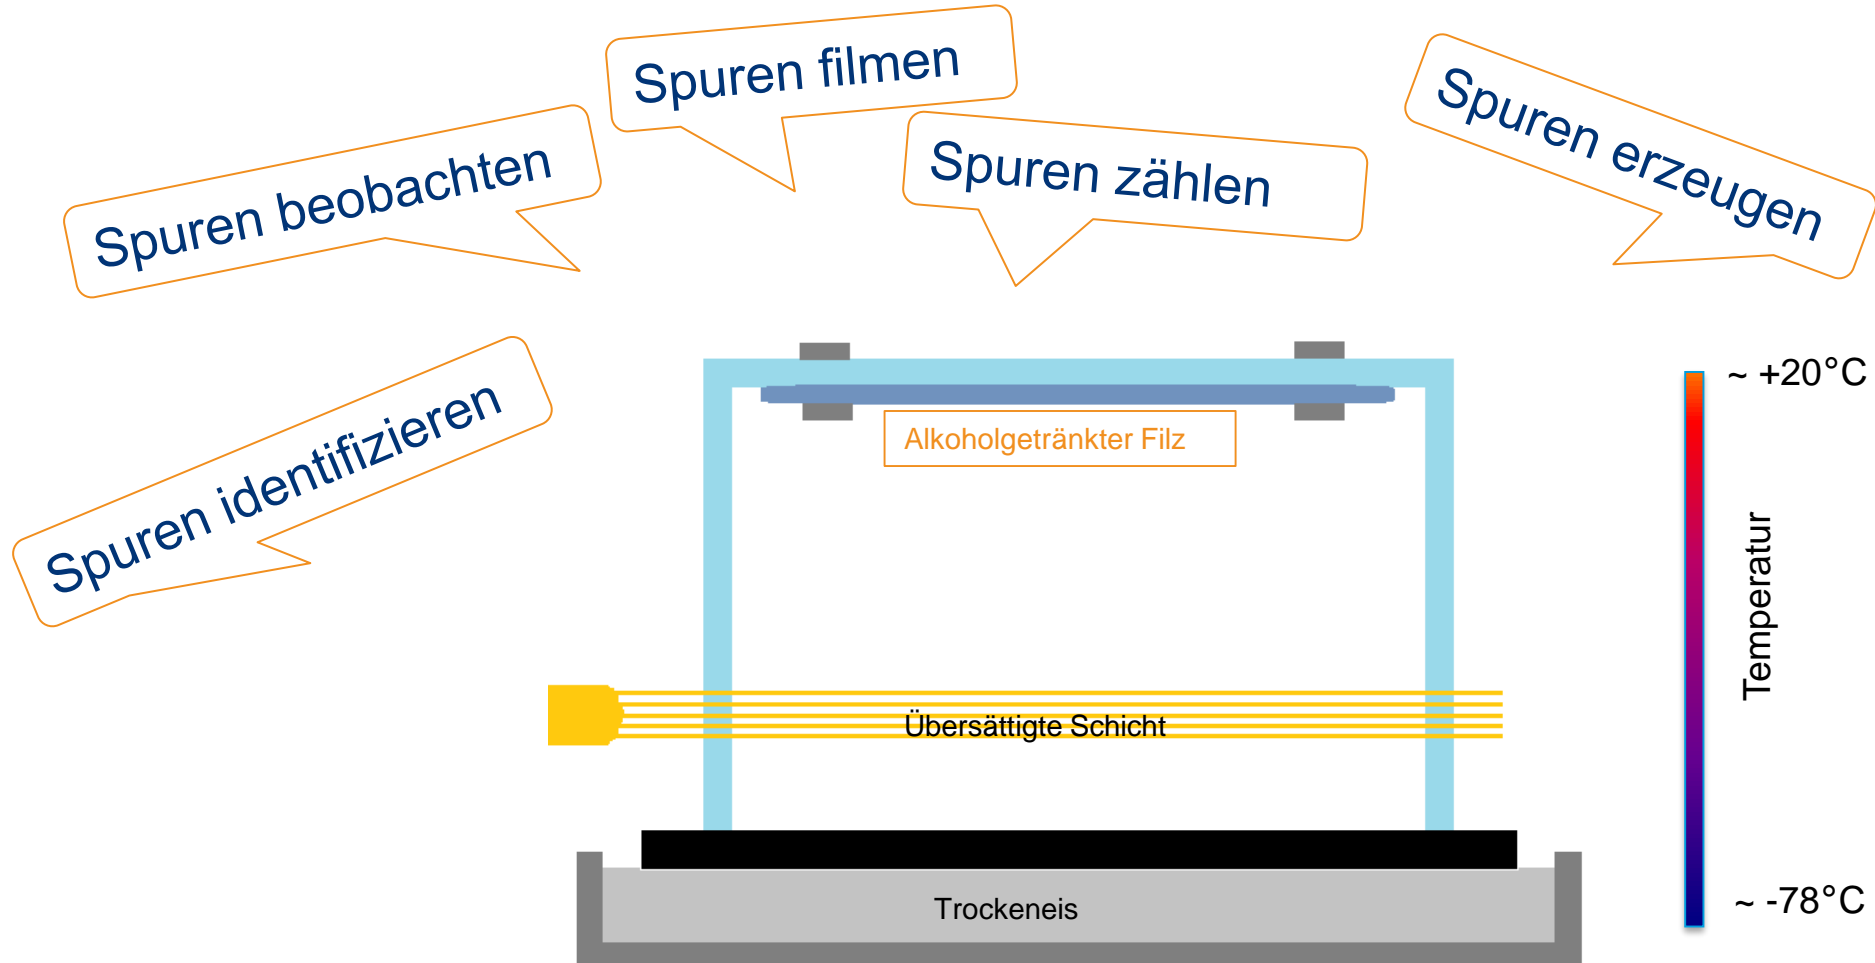 Spuren filmen
Spuren beobachten
Spuren zählen
Spuren erzeugen
Spuren identifizieren
~ +20°C
Alkoholgetränkter Filz
Temperatur
Übersättigte Schicht
~ -78°C
Trockeneis